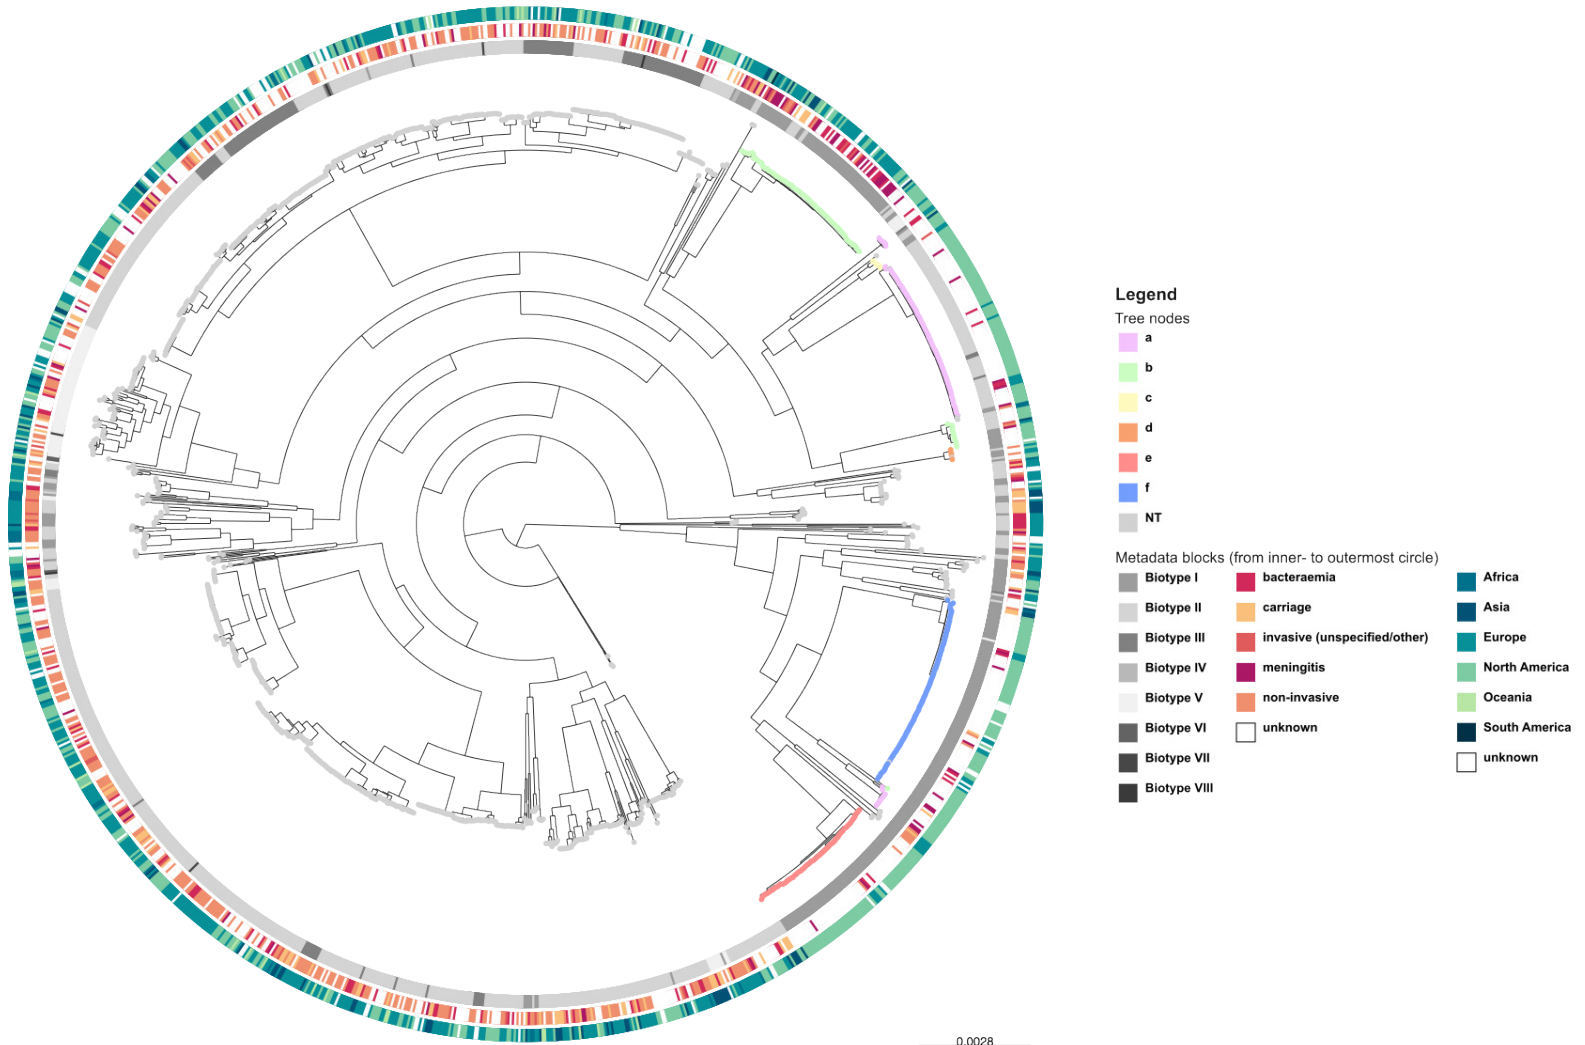 Legend
Tree nodes
a
b
c
d
e
f
NT
Metadata blocks (from inner- to outermost circle)
Biotype I
bacteraemia
Africa
Biotype II
carriage
Asia
Biotype III
invasive (unspecified/other)
Europe
Biotype IV
meningitis
North America
Biotype V
non-invasive
Oceania
Biotype VI
unknown
South America
Biotype VII
unknown
Biotype VIII
0.0028